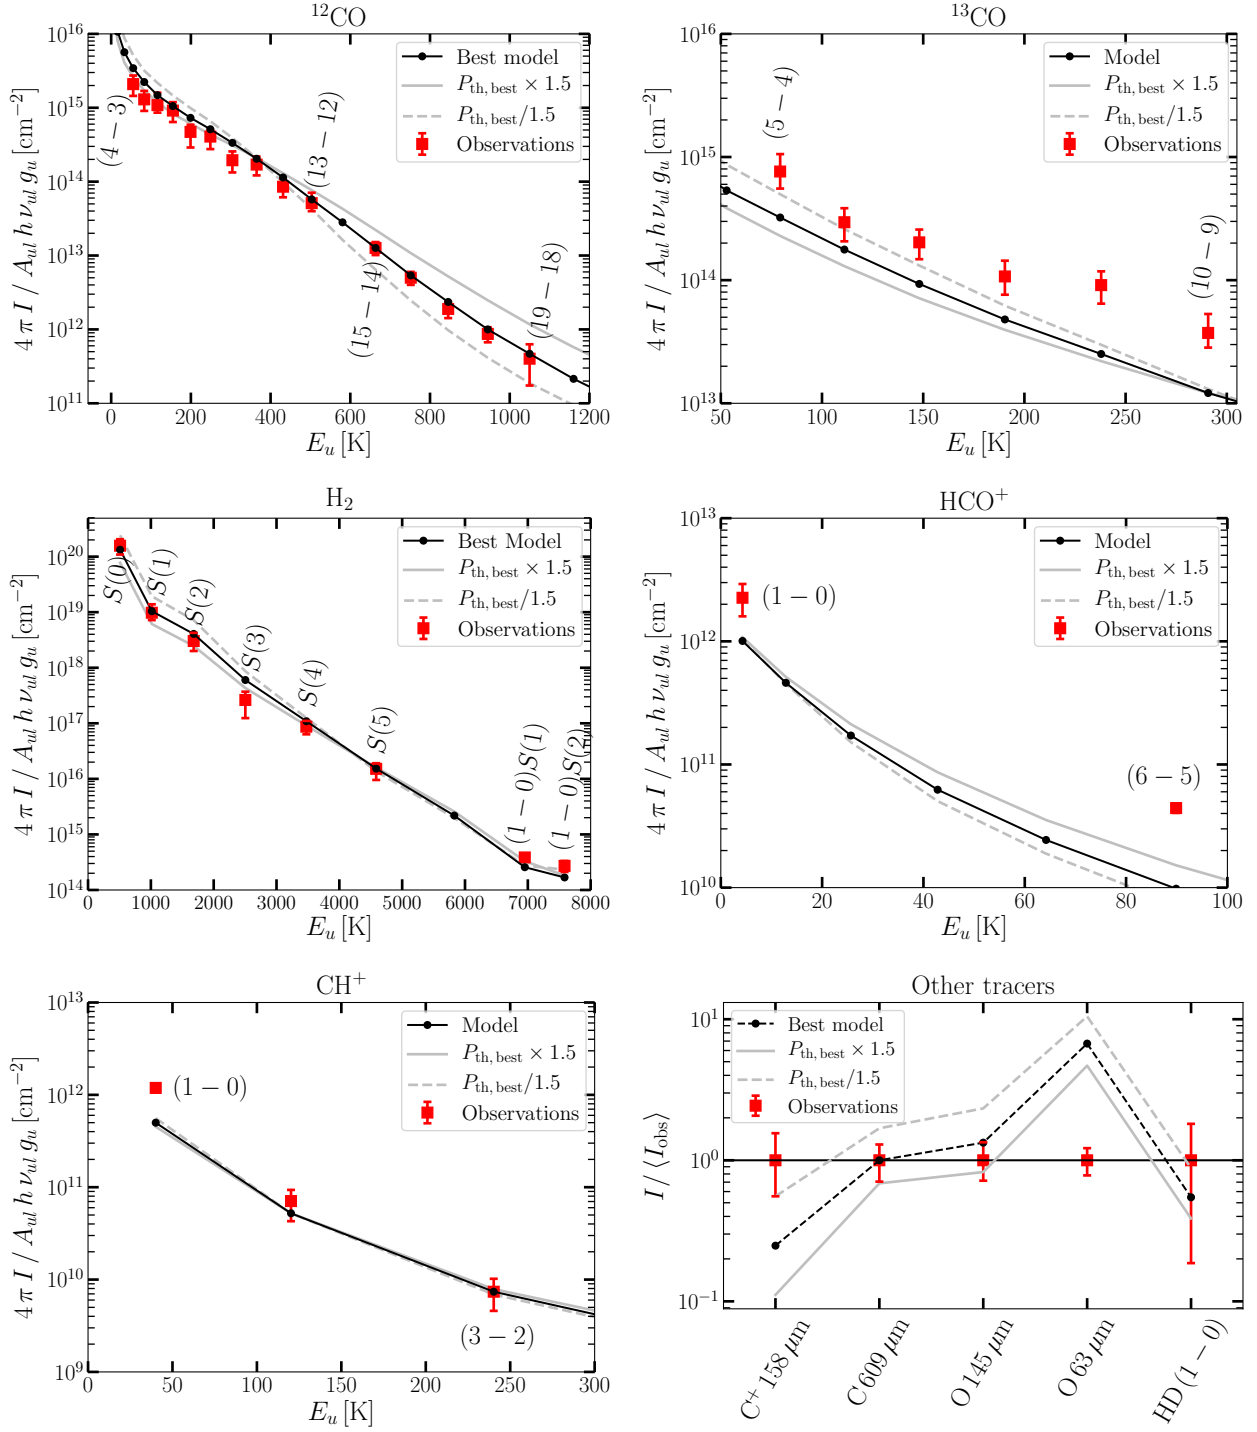 ¹²CO
10¹⁶
10¹⁵
10¹⁴
10¹³
10¹²
10¹¹
4 π I / A_ul h ν_ul g_u [cm⁻²]
Best model
P_th, best × 1.5
P_th, best/1.5
Observations
(4 − 3)
(13 − 12)
(15 − 14)
(19 − 18)
0 200 400 600 800 1000 1200
E_u [K]
¹³CO
10¹⁶
10¹⁵
10¹⁴
10¹³
4 π I / A_ul h ν_ul g_u [cm⁻²]
Model
P_th, best × 1.5
P_th, best/1.5
Observations
(5 − 4)
(10 − 9)
50 100 150 200 250 300
E_u [K]
H₂
10²⁰
10¹⁹
10¹⁸
10¹⁷
10¹⁶
10¹⁵
10¹⁴
4 π I / A_ul h ν_ul g_u [cm⁻²]
Best Model
P_th, best × 1.5
P_th, best/1.5
Observations
S(0)
S(1)
S(2)
S(3)
S(4)
S(5)
(1−0)S(1)
(1−0)S(2)
0 1000 2000 3000 4000 5000 6000 7000 8000
E_u [K]
HCO⁺
10¹³
10¹²
10¹¹
10¹⁰
4 π I / A_ul h ν_ul g_u [cm⁻²]
Model
P_th, best × 1.5
P_th, best/1.5
Observations
(1 − 0)
(6 − 5)
0 20 40 60 80 100
E_u [K]
CH⁺
10¹³
10¹²
10¹¹
10¹⁰
10⁹
4 π I / A_ul h ν_ul g_u [cm⁻²]
Model
P_th, best × 1.5
P_th, best/1.5
Observations
(1 − 0)
(3 − 2)
0 50 100 150 200 250 300
E_u [K]
Other tracers
10¹
10⁰
10⁻¹
I / ⟨I_obs⟩
Best model
P_th, best × 1.5
P_th, best/1.5
Observations
C⁺ 158 μm
C 609 μm
O 145 μm
O 63 μm
HD (1 − 0)